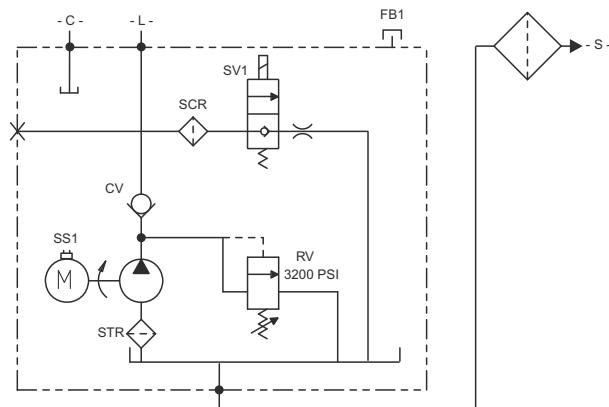 - C -
- L -
FB1
- S -
SV1
SCR
CV
SS1
M
RV
3200 PSI
STR